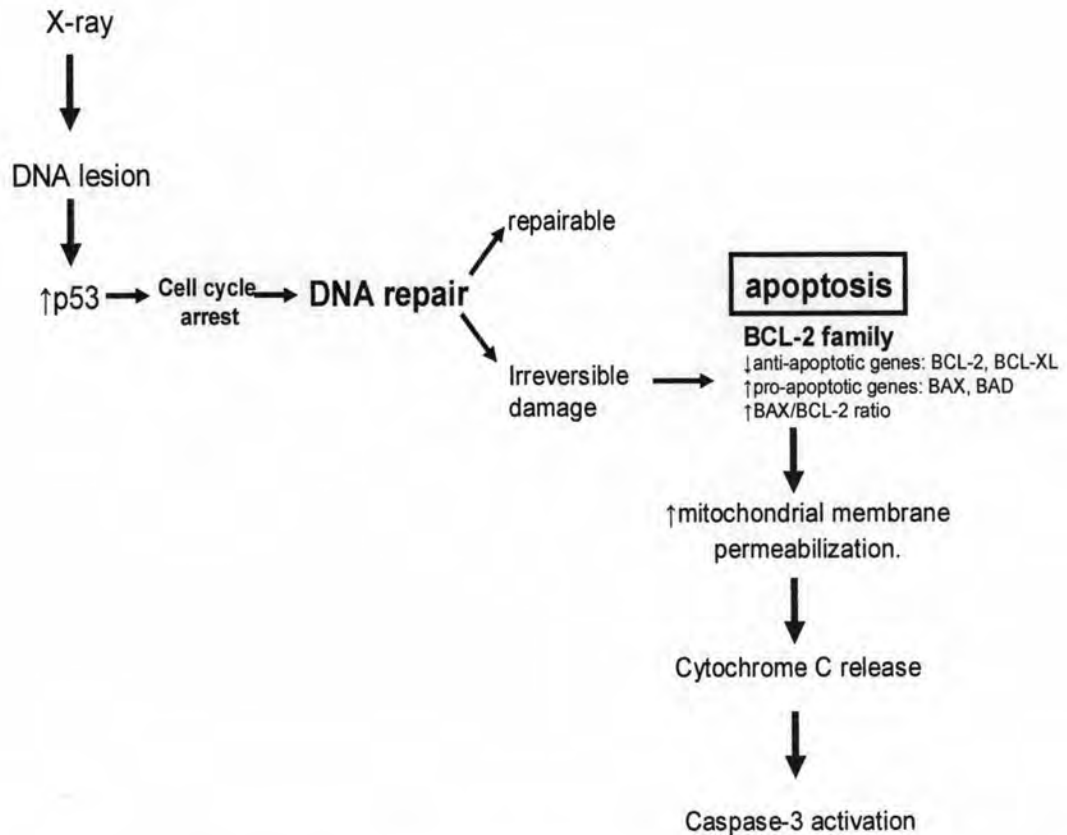 X-ray
DNA lesion
↑p53
Cell cycle
arrest
DNA repair
repairable
Irreversible
damage
apoptosis
BCL-2 family
↓anti-apoptotic genes: BCL-2, BCL-XL
↑pro-apoptotic genes: BAX, BAD
↑BAX/BCL-2 ratio
↑mitochondrial membrane
permeabilization.
Cytochrome C release
Caspase-3 activation